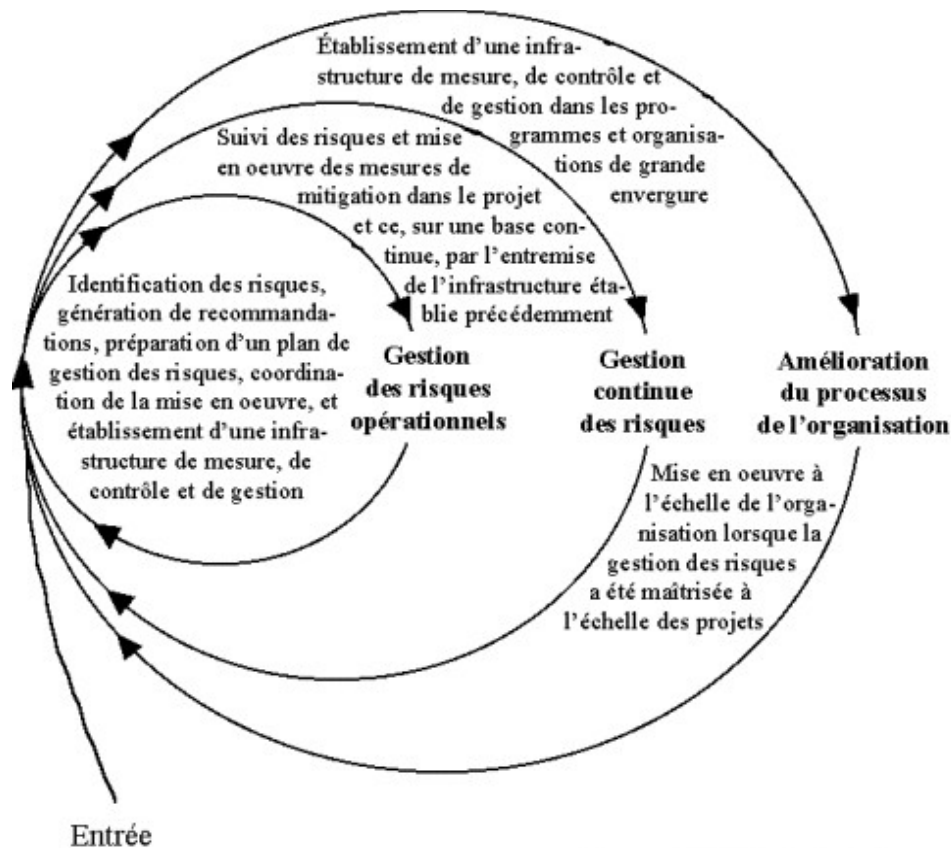 Établissement d'une infra-
structure de mesure, de contrôle et
de gestion dans les pro-
grammes et organisa-
tions de grande
envergure
Suivi des risques et mise
en oeuvre des mesures de
mitigation dans le projet
et ce, sur une base con-
tinue, par l'entremise
de l'infrastructure éta-
blie précédemment
Identification des risques,
génération de recommanda-
tions, préparation d'un plan de
gestion des risques, coordina-
tion de la mise en oeuvre, et
établissement d'une infra-
structure de mesure, de
contrôle et de gestion
Gestion
des risques
opérationnels
Gestion
continue
des risques
Amélioration
du processus
de l'organisation
Mise en oeuvre à
l'échelle de l'orga-
nisation lorsque la
gestion des risques
a été maîtrisée à
l'échelle des projets
Entrée